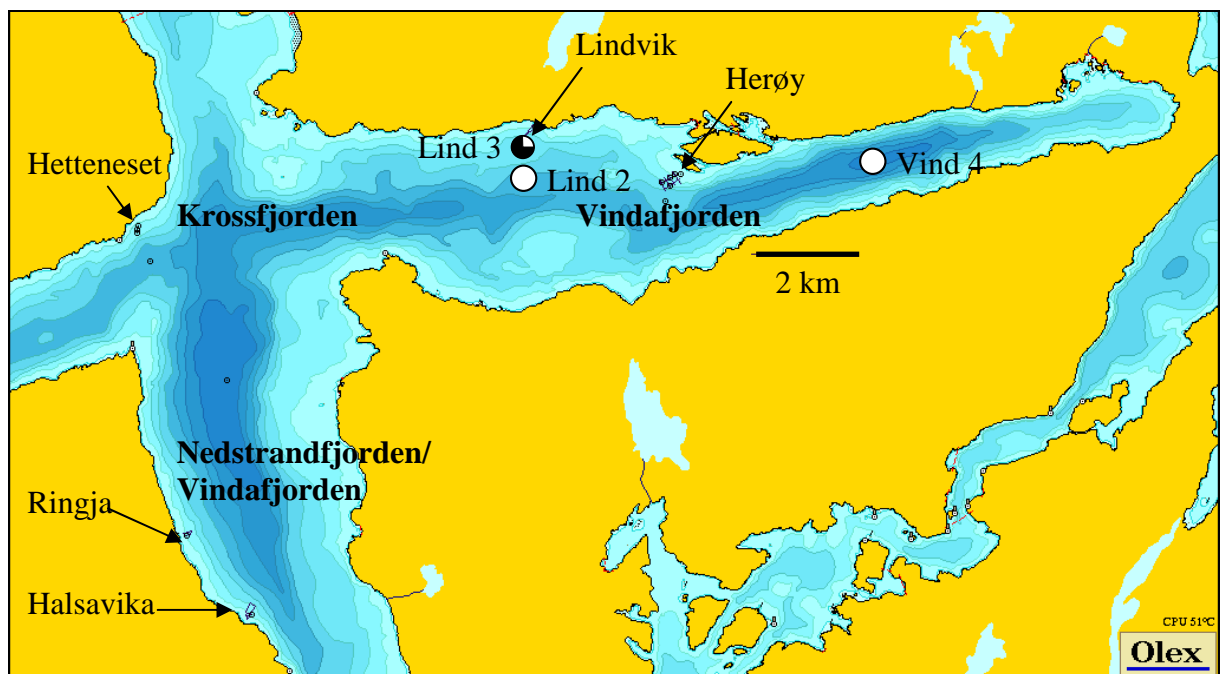 Lindvik
Herøy
Lind 3
Hetteneset
Lind 2
Vind 4
Krossfjorden
Vindafjorden
2 km
Nedstrandfjorden/
Vindafjorden
Ringja
Halsavika
CPU 51°C
Olex